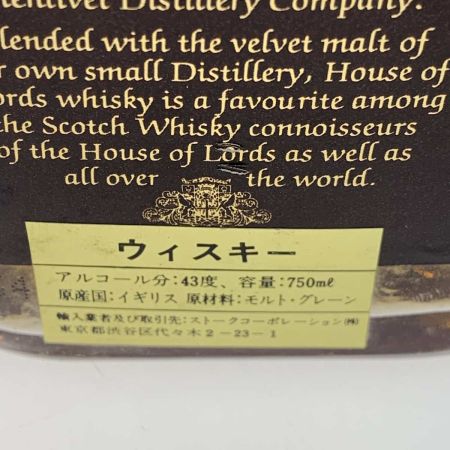 Distillery Company.
blended with the velvet malt of
own small Distillery, House of
Lords whisky is a favourite among
the Scotch Whisky connoisseurs
of the House of Lords as well as
all over the world.
ウィスキー
アルコール分:43度、容量:750mℓ
原産国:イギリス 原材料:モルト・グレーン
輸入業者及び取引先:ストークコーポレーション㈱
東京都渋谷区代々木2-23-1